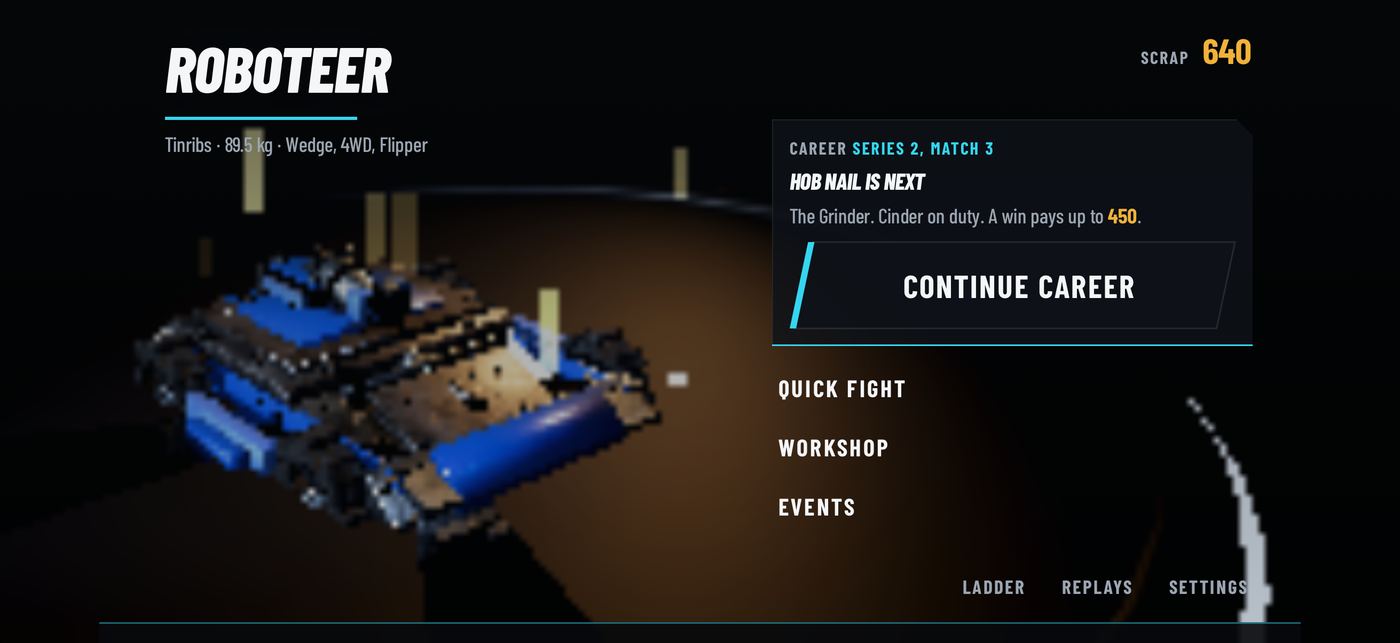 ROBOTEER
SCRAP 640
Tinribs · 89.5 kg · Wedge, 4WD, Flipper
CAREER SERIES 2, MATCH 3
HOB NAIL IS NEXT
The Grinder. Cinder on duty. A win pays up to 450.
CONTINUE CAREER
QUICK FIGHT
WORKSHOP
EVENTS
LADDER REPLAYS SETTINGS